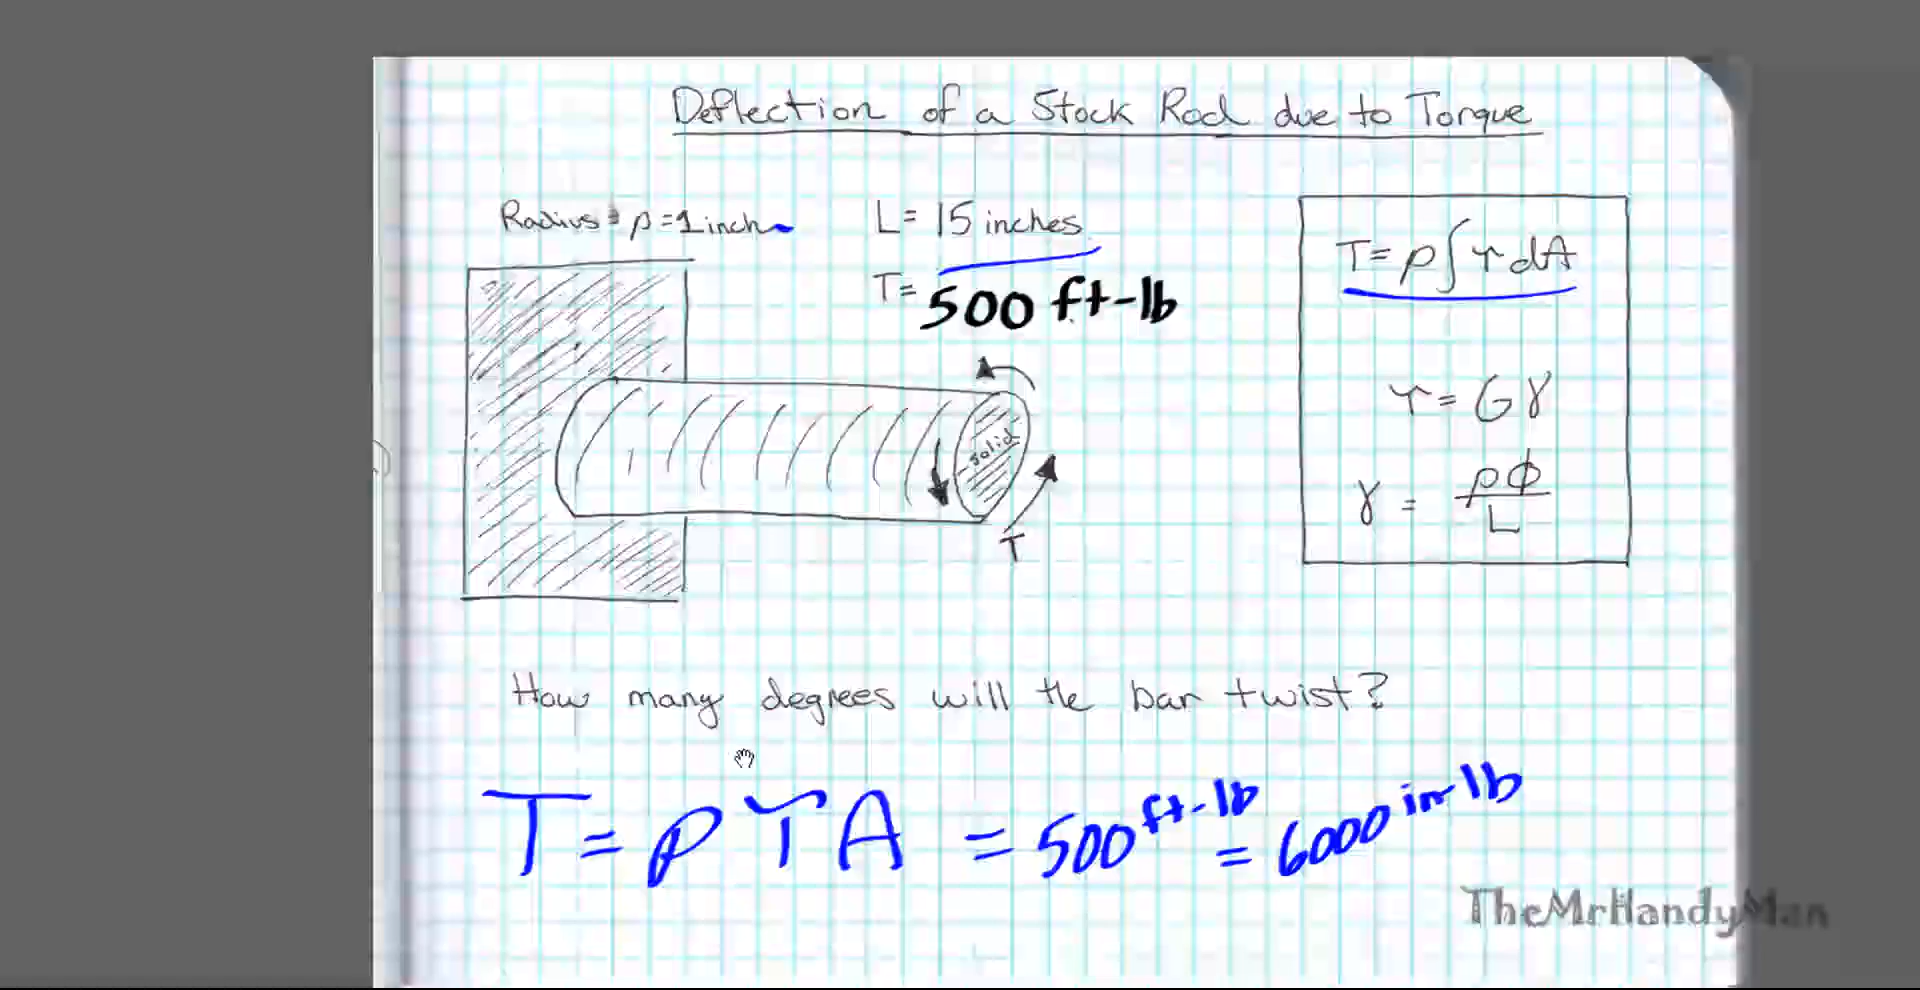 Deflection of a Stock Rod due to Torque
Radius = ρ = 1 inch
L = 15 inches
T = 500 ft-lb
T = ρ∫τdA
τ = Gγ
γ = ρΦ/L
solid
T
How many degrees will the bar twist?
T = ρτA = 500 ft-lb = 6000 in-lb
TheMrHandyMan